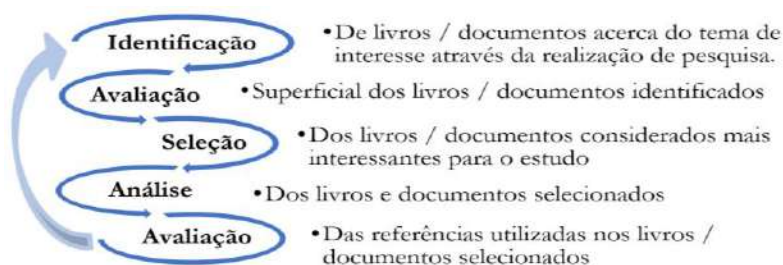 Identificação
•De livros / documentos acerca do tema de
interesse através da realização de pesquisa.
Avaliação
•Superficial dos livros / documentos identificados
Seleção
•Dos livros / documentos considerados mais
interessantes para o estudo
Análise
•Dos livros e documentos selecionados
Avaliação
•Das referências utilizadas nos livros /
documentos selecionados